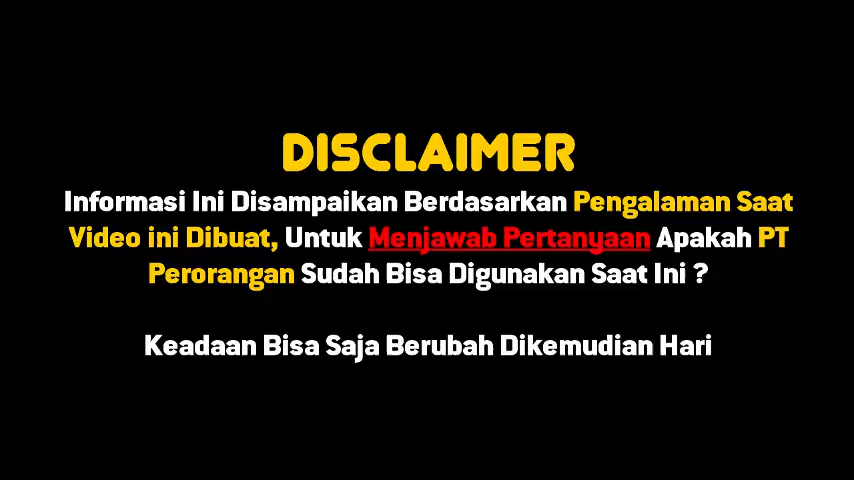 DISCLAIMER
Informasi Ini Disampaikan Berdasarkan Pengalaman Saat
Video ini Dibuat, Untuk Menjawab Pertanyaan Apakah PT
Perorangan Sudah Bisa Digunakan Saat Ini ?
Keadaan Bisa Saja Berubah Dikemudian Hari